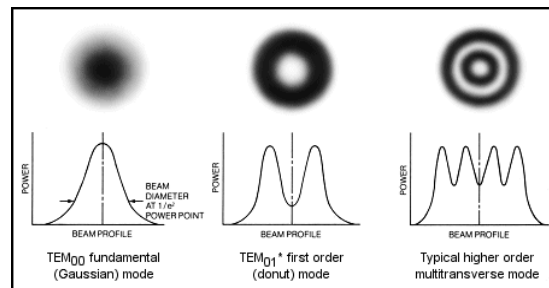 POWER
BEAM
DIAMETER
AT 1/e²
POWER POINT
BEAM PROFILE
TEM₀₀ fundamental
(Gaussian) mode
POWER
BEAM PROFILE
TEM₀₁* first order
(donut) mode
POWER
BEAM PROFILE
Typical higher order
multitransverse mode